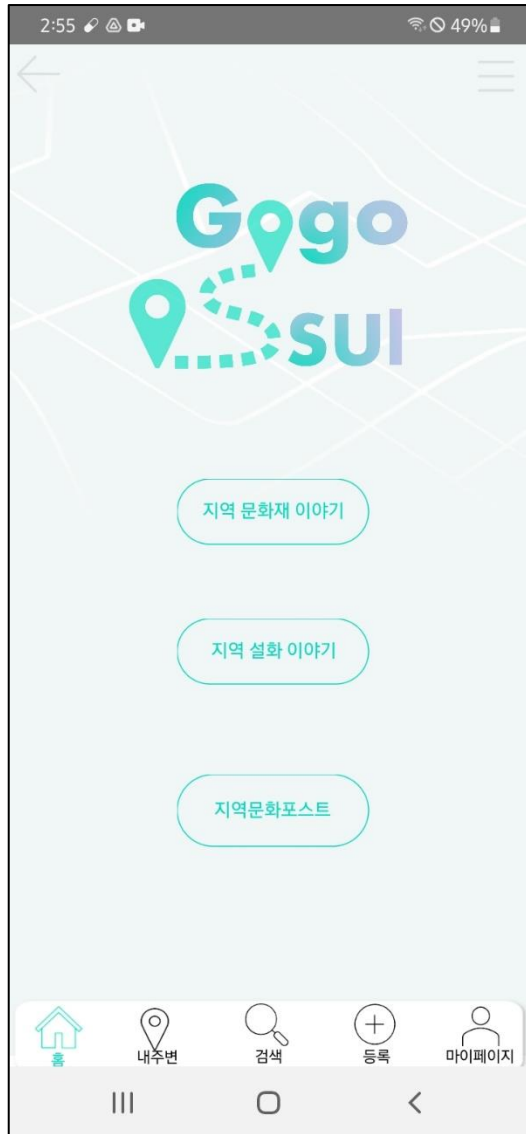 2:55
49%
Gogo
Ssul
지역 문화재 이야기
지역 설화 이야기
지역문화포스트
홈
내주변
검색
등록
마이페이지